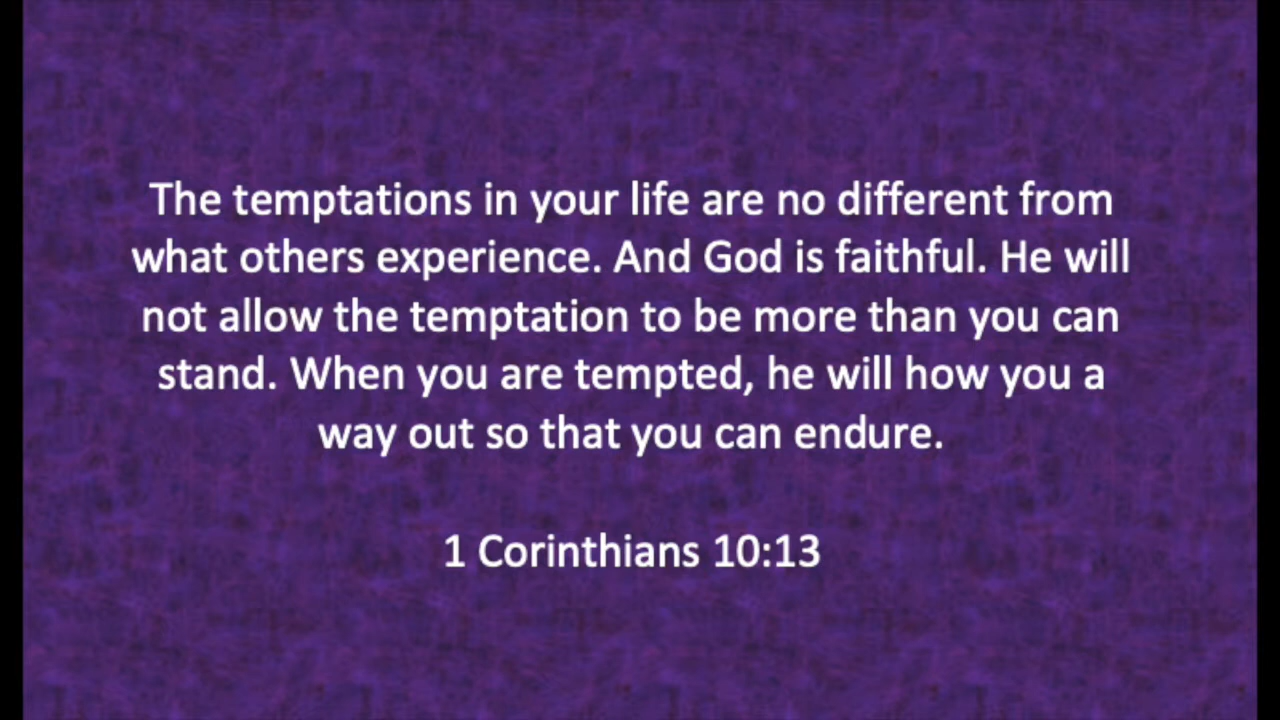 The temptations in your life are no different from
what others experience. And God is faithful. He will
not allow the temptation to be more than you can
stand. When you are tempted, he will how you a
way out so that you can endure.
1 Corinthians 10:13